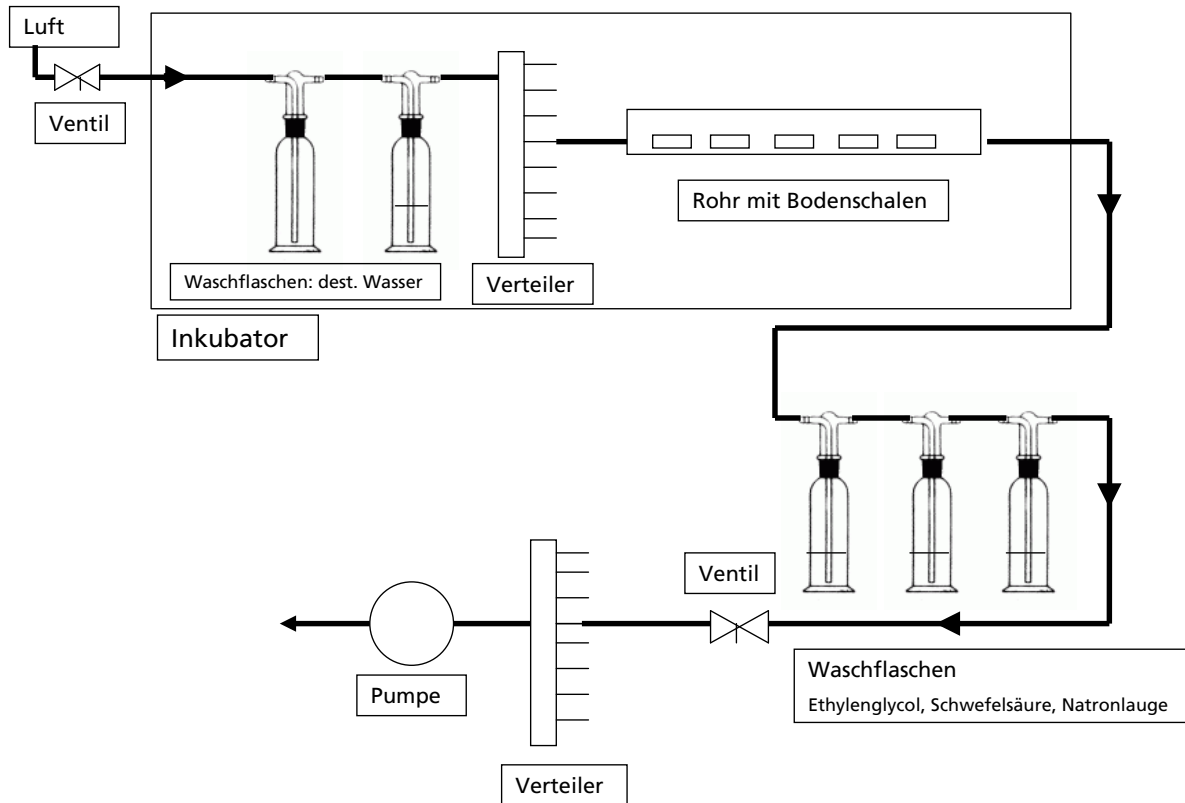 Luft
Ventil
Rohr mit Bodenschalen
Waschflaschen: dest. Wasser
Verteiler
Inkubator
Ventil
Waschflaschen
Ethylenglycol, Schwefelsäure, Natronlauge
Pumpe
Verteiler